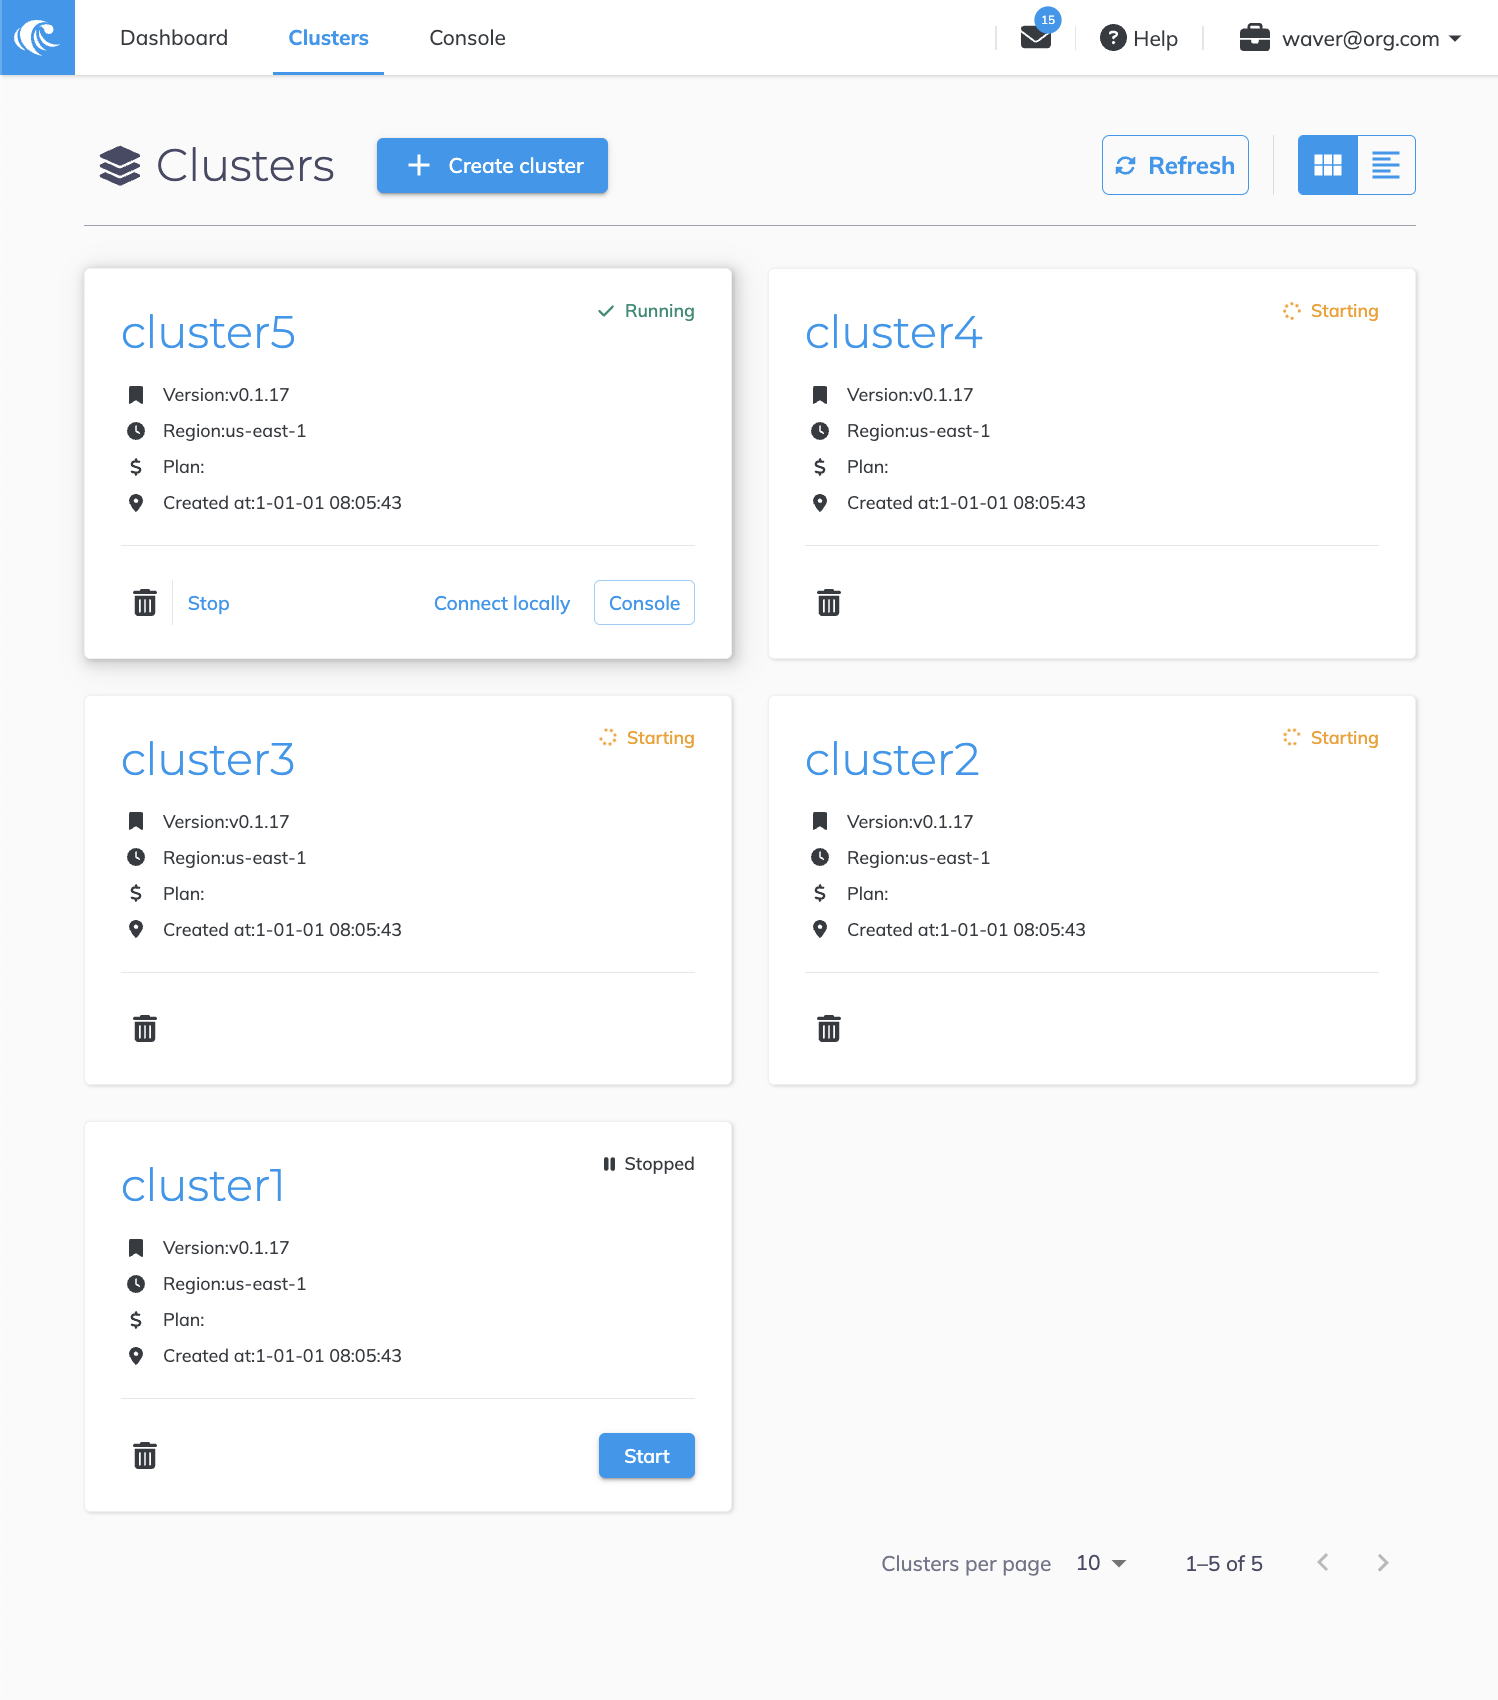 Dashboard
Clusters
Console
15
Help
waver@org.com
Clusters
Create cluster
Refresh
cluster5
Running
Version:v0.1.17
Region:us-east-1
Plan:
Created at:1-01-01 08:05:43
Stop
Connect locally
Console
cluster4
Starting
Version:v0.1.17
Region:us-east-1
Plan:
Created at:1-01-01 08:05:43
cluster3
Starting
Version:v0.1.17
Region:us-east-1
Plan:
Created at:1-01-01 08:05:43
cluster2
Starting
Version:v0.1.17
Region:us-east-1
Plan:
Created at:1-01-01 08:05:43
cluster1
Stopped
Version:v0.1.17
Region:us-east-1
Plan:
Created at:1-01-01 08:05:43
Start
Clusters per page
10
1–5 of 5